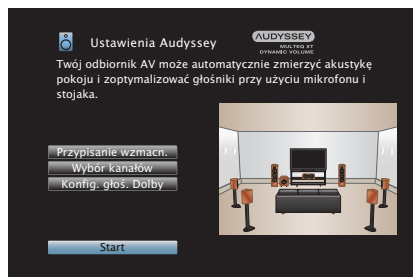 Ustawienia Audyssey
AUDYSSEY
MULTEQ XT
DYNAMIC VOLUME
Twój odbiornik AV może automatycznie zmierzyć akustykę
pokoju i zoptymalizować głośniki przy użyciu mikrofonu i
stojaka.
Przypisanie wzmacn.
Wybór kanałów
Konfig. głoś. Dolby
Start